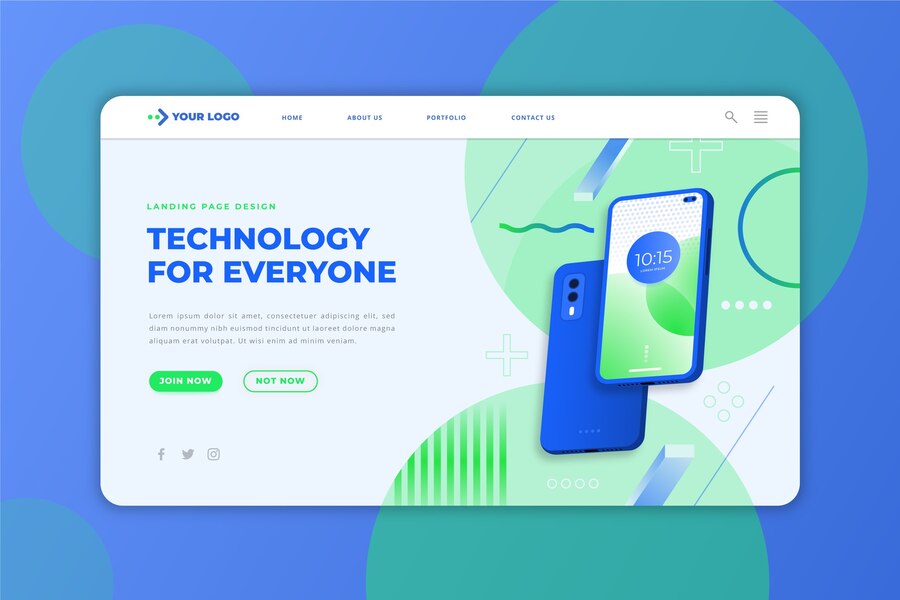 YOUR LOGO
HOME
ABOUT US
PORTFOLIO
CONTACT US
LANDING PAGE DESIGN
TECHNOLOGY
FOR EVERYONE
Lorem ipsum dolor sit amet, consectetuer adipiscing elit, sed
diam nonummy nibh euismod tincidunt ut laoreet dolore magna
aliquam erat volutpat. Ut wisi enim ad minim veniam.
JOIN NOW
NOT NOW
10:15
LOREM IPSUM